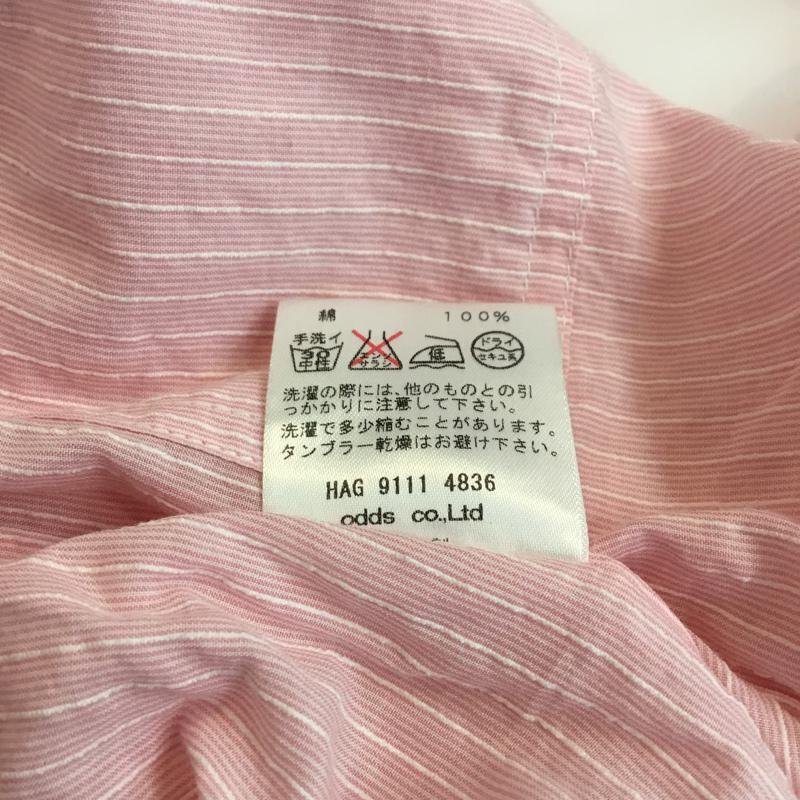 綿 100%
手洗イ
30
中性
エンソ
サラシ
低
ドライ
セキユ系
洗濯の際には、他のものとの引
っかかりに注意して下さい。
洗濯で多少縮むことがあります。
タンブラー乾燥はお避け下さい。
HAG 9111 4836
odds co.,Ltd